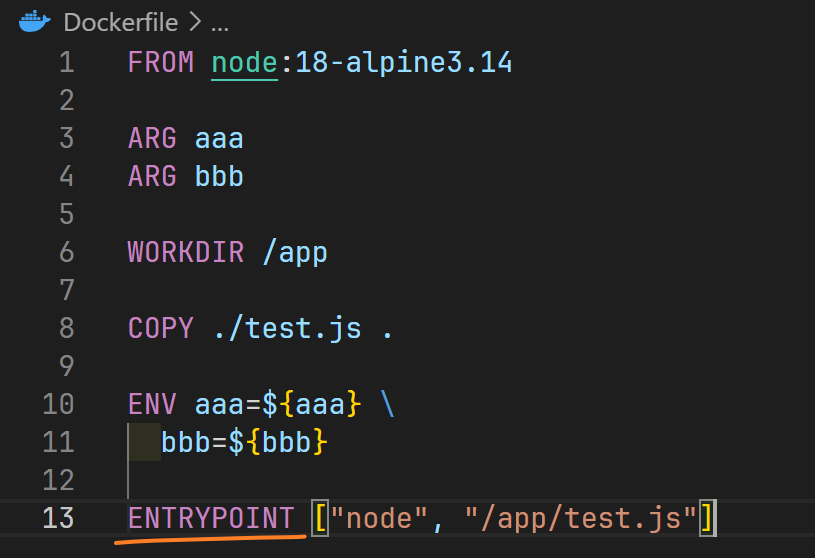 Dockerfile > ...
1 FROM node:18-alpine3.14
2
3 ARG aaa
4 ARG bbb
5
6 WORKDIR /app
7
8 COPY ./test.js .
9
10 ENV aaa=${aaa} \
11   bbb=${bbb}
12
13 ENTRYPOINT ["node", "/app/test.js"]